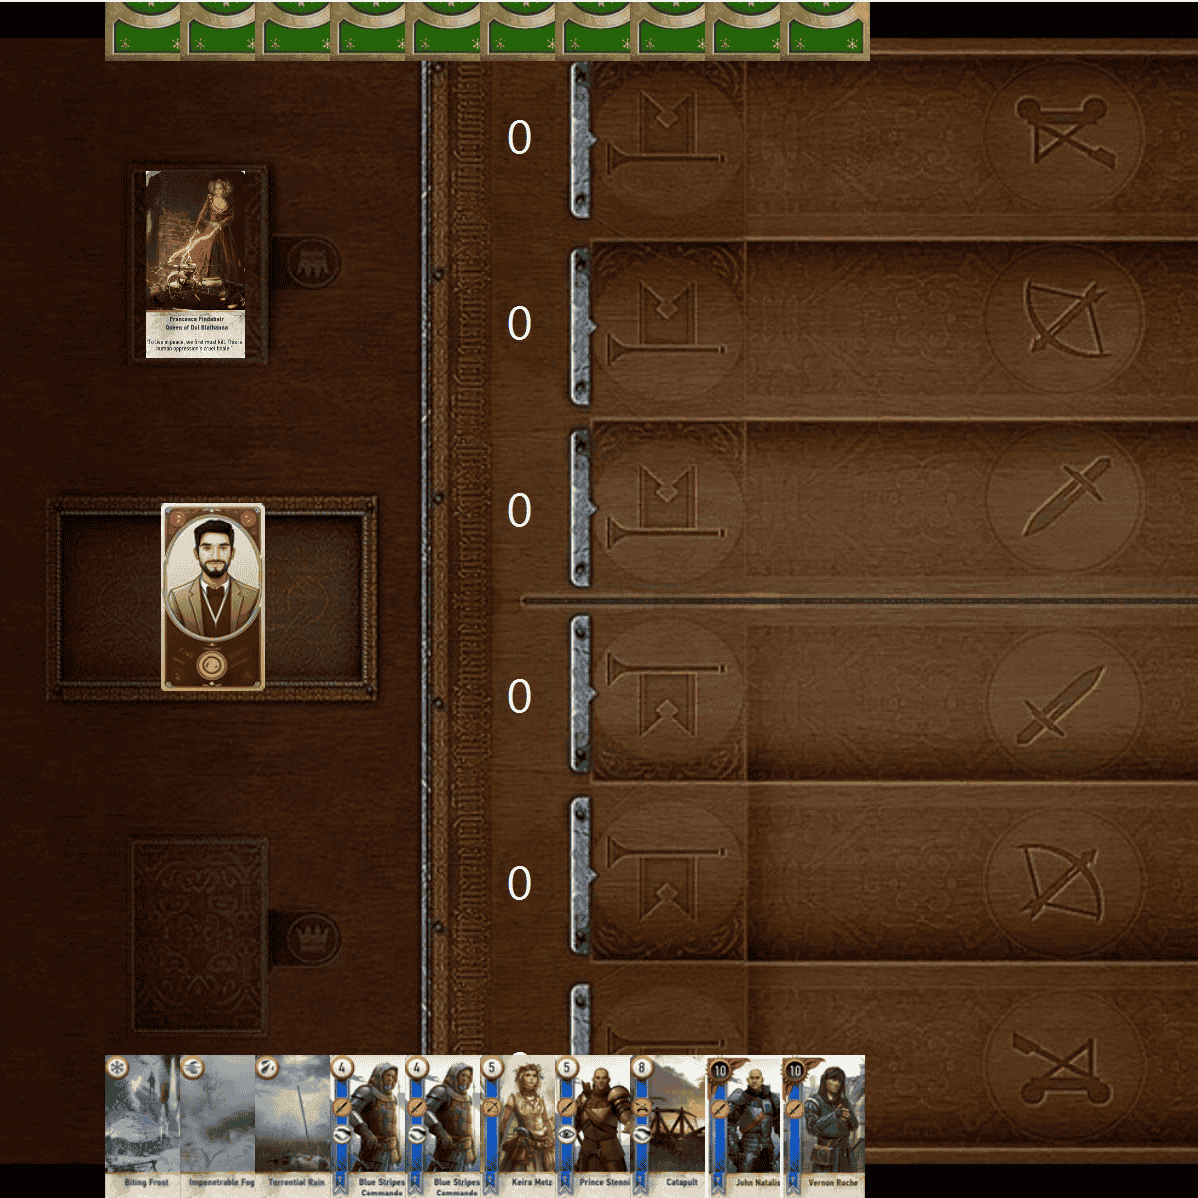 Francesca Findabair
Queen of Dol Blathanna
"To live in peace, we first must kill. This is
human oppression's cruel finale."
0
0
0
0
0
4
4
5
5
8
10
10
Biting Frost
Impenetrable Fog
Torrential Rain
Blue Stripes
Commando
Blue Stripes
Commando
Keira Metz
Prince Stenni
Catapult
John Natalis
Vernon Roche